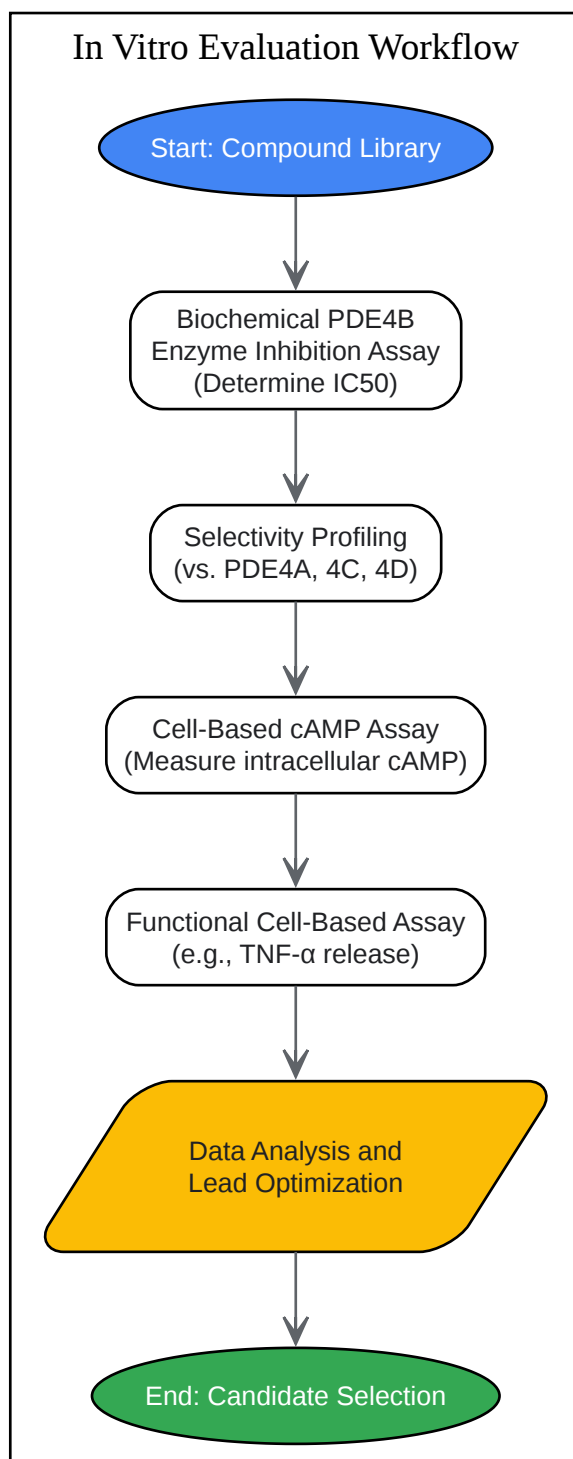 In Vitro Evaluation Workflow
Start: Compound Library
Biochemical PDE4B
Enzyme Inhibition Assay
(Determine IC50)
Selectivity Profiling
(vs. PDE4A, 4C, 4D)
Cell-Based cAMP Assay
(Measure intracellular cAMP)
Functional Cell-Based Assay
(e.g., TNF-α release)
Data Analysis and
Lead Optimization
End: Candidate Selection